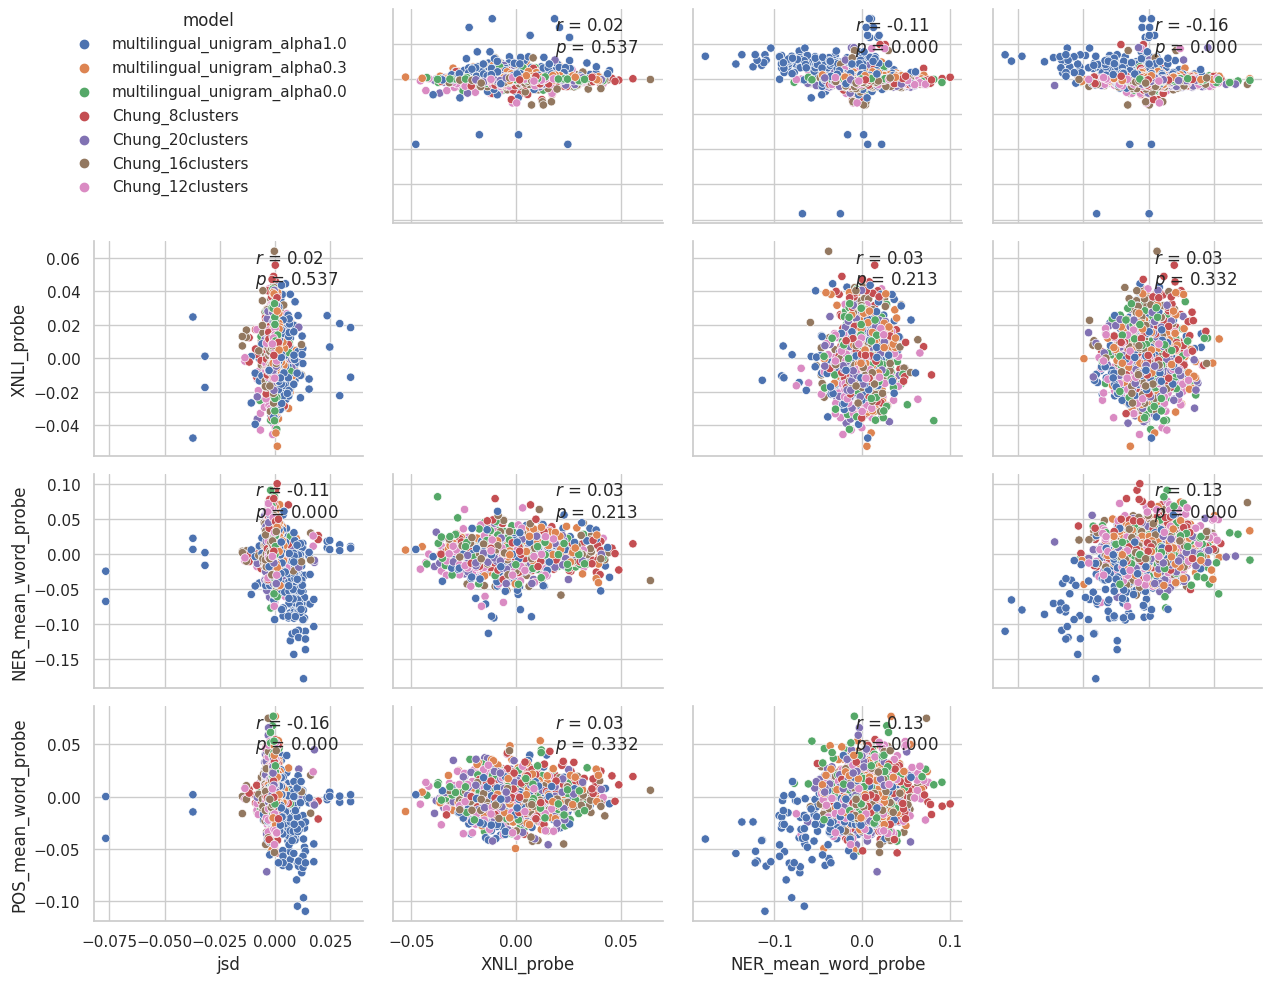 model
multilingual_unigram_alpha1.0
multilingual_unigram_alpha0.3
multilingual_unigram_alpha0.0
Chung_8clusters
Chung_20clusters
Chung_16clusters
Chung_12clusters
r = 0.02
p = 0.537
r = -0.11
p = 0.000
r = -0.16
p = 0.000
XNLI_probe
0.06
0.04
0.02
0.00
−0.02
−0.04
r = 0.02
p = 0.537
r = 0.03
p = 0.213
r = 0.03
p = 0.332
NER_mean_word_probe
0.10
0.05
0.00
−0.05
−0.10
−0.15
r = -0.11
p = 0.000
r = 0.03
p = 0.213
r = 0.13
p = 0.000
POS_mean_word_probe
0.05
0.00
−0.05
−0.10
r = -0.16
p = 0.000
r = 0.03
p = 0.332
r = 0.13
p = 0.000
−0.075 −0.050 −0.025 0.000 0.025
−0.05 0.00 0.05
−0.1 0.0 0.1
jsd
XNLI_probe
NER_mean_word_probe